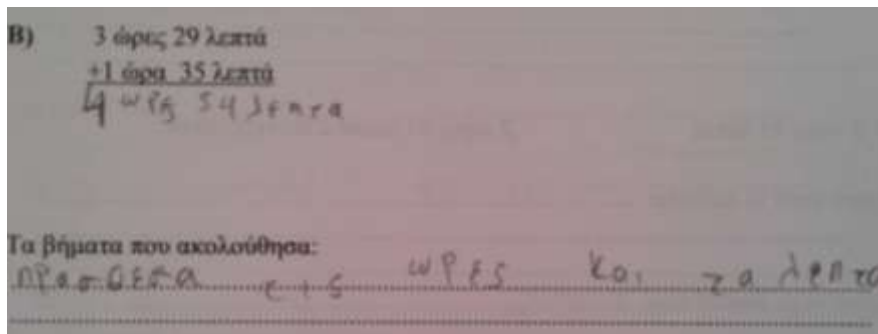 Β) 3 ώρες 29 λεπτά
+1 ώρα 35 λεπτά
4 ωρες 54 λεπτα
Τα βήματα που ακολούθησα:
προσθεσα τις ωρες και τα λεπτα